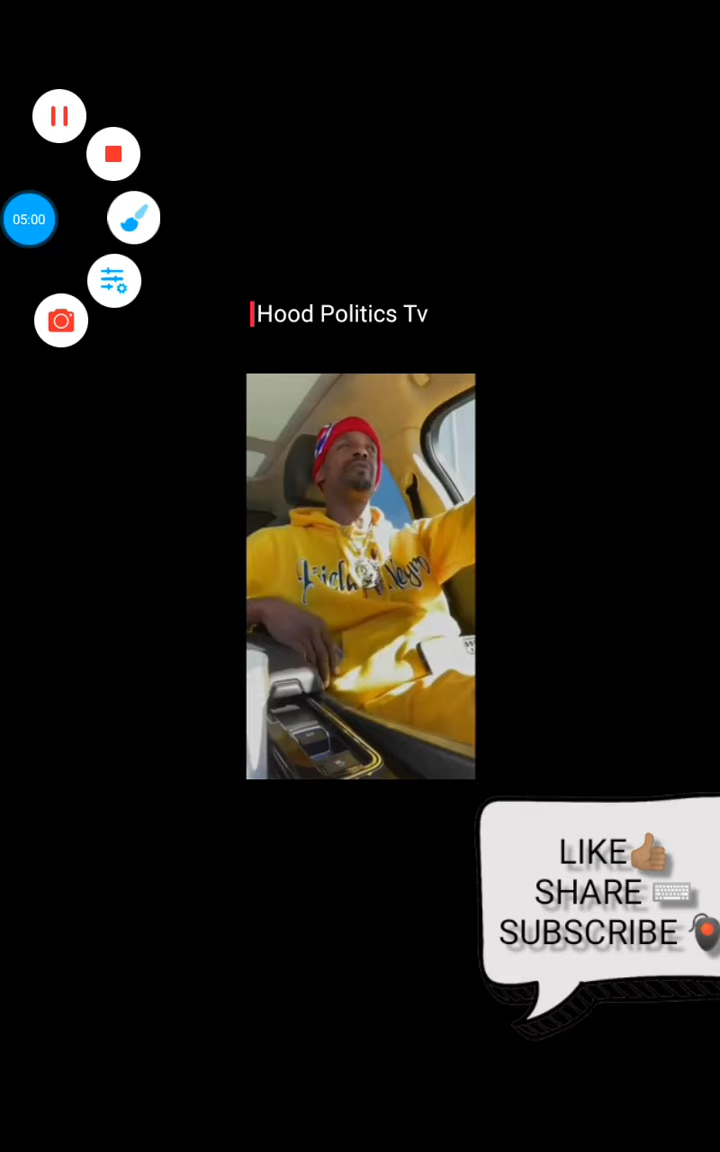 05:00
Hood Politics Tv
LIKE👍🏽
SHARE ⌨️
SUBSCRIBE 🖱️